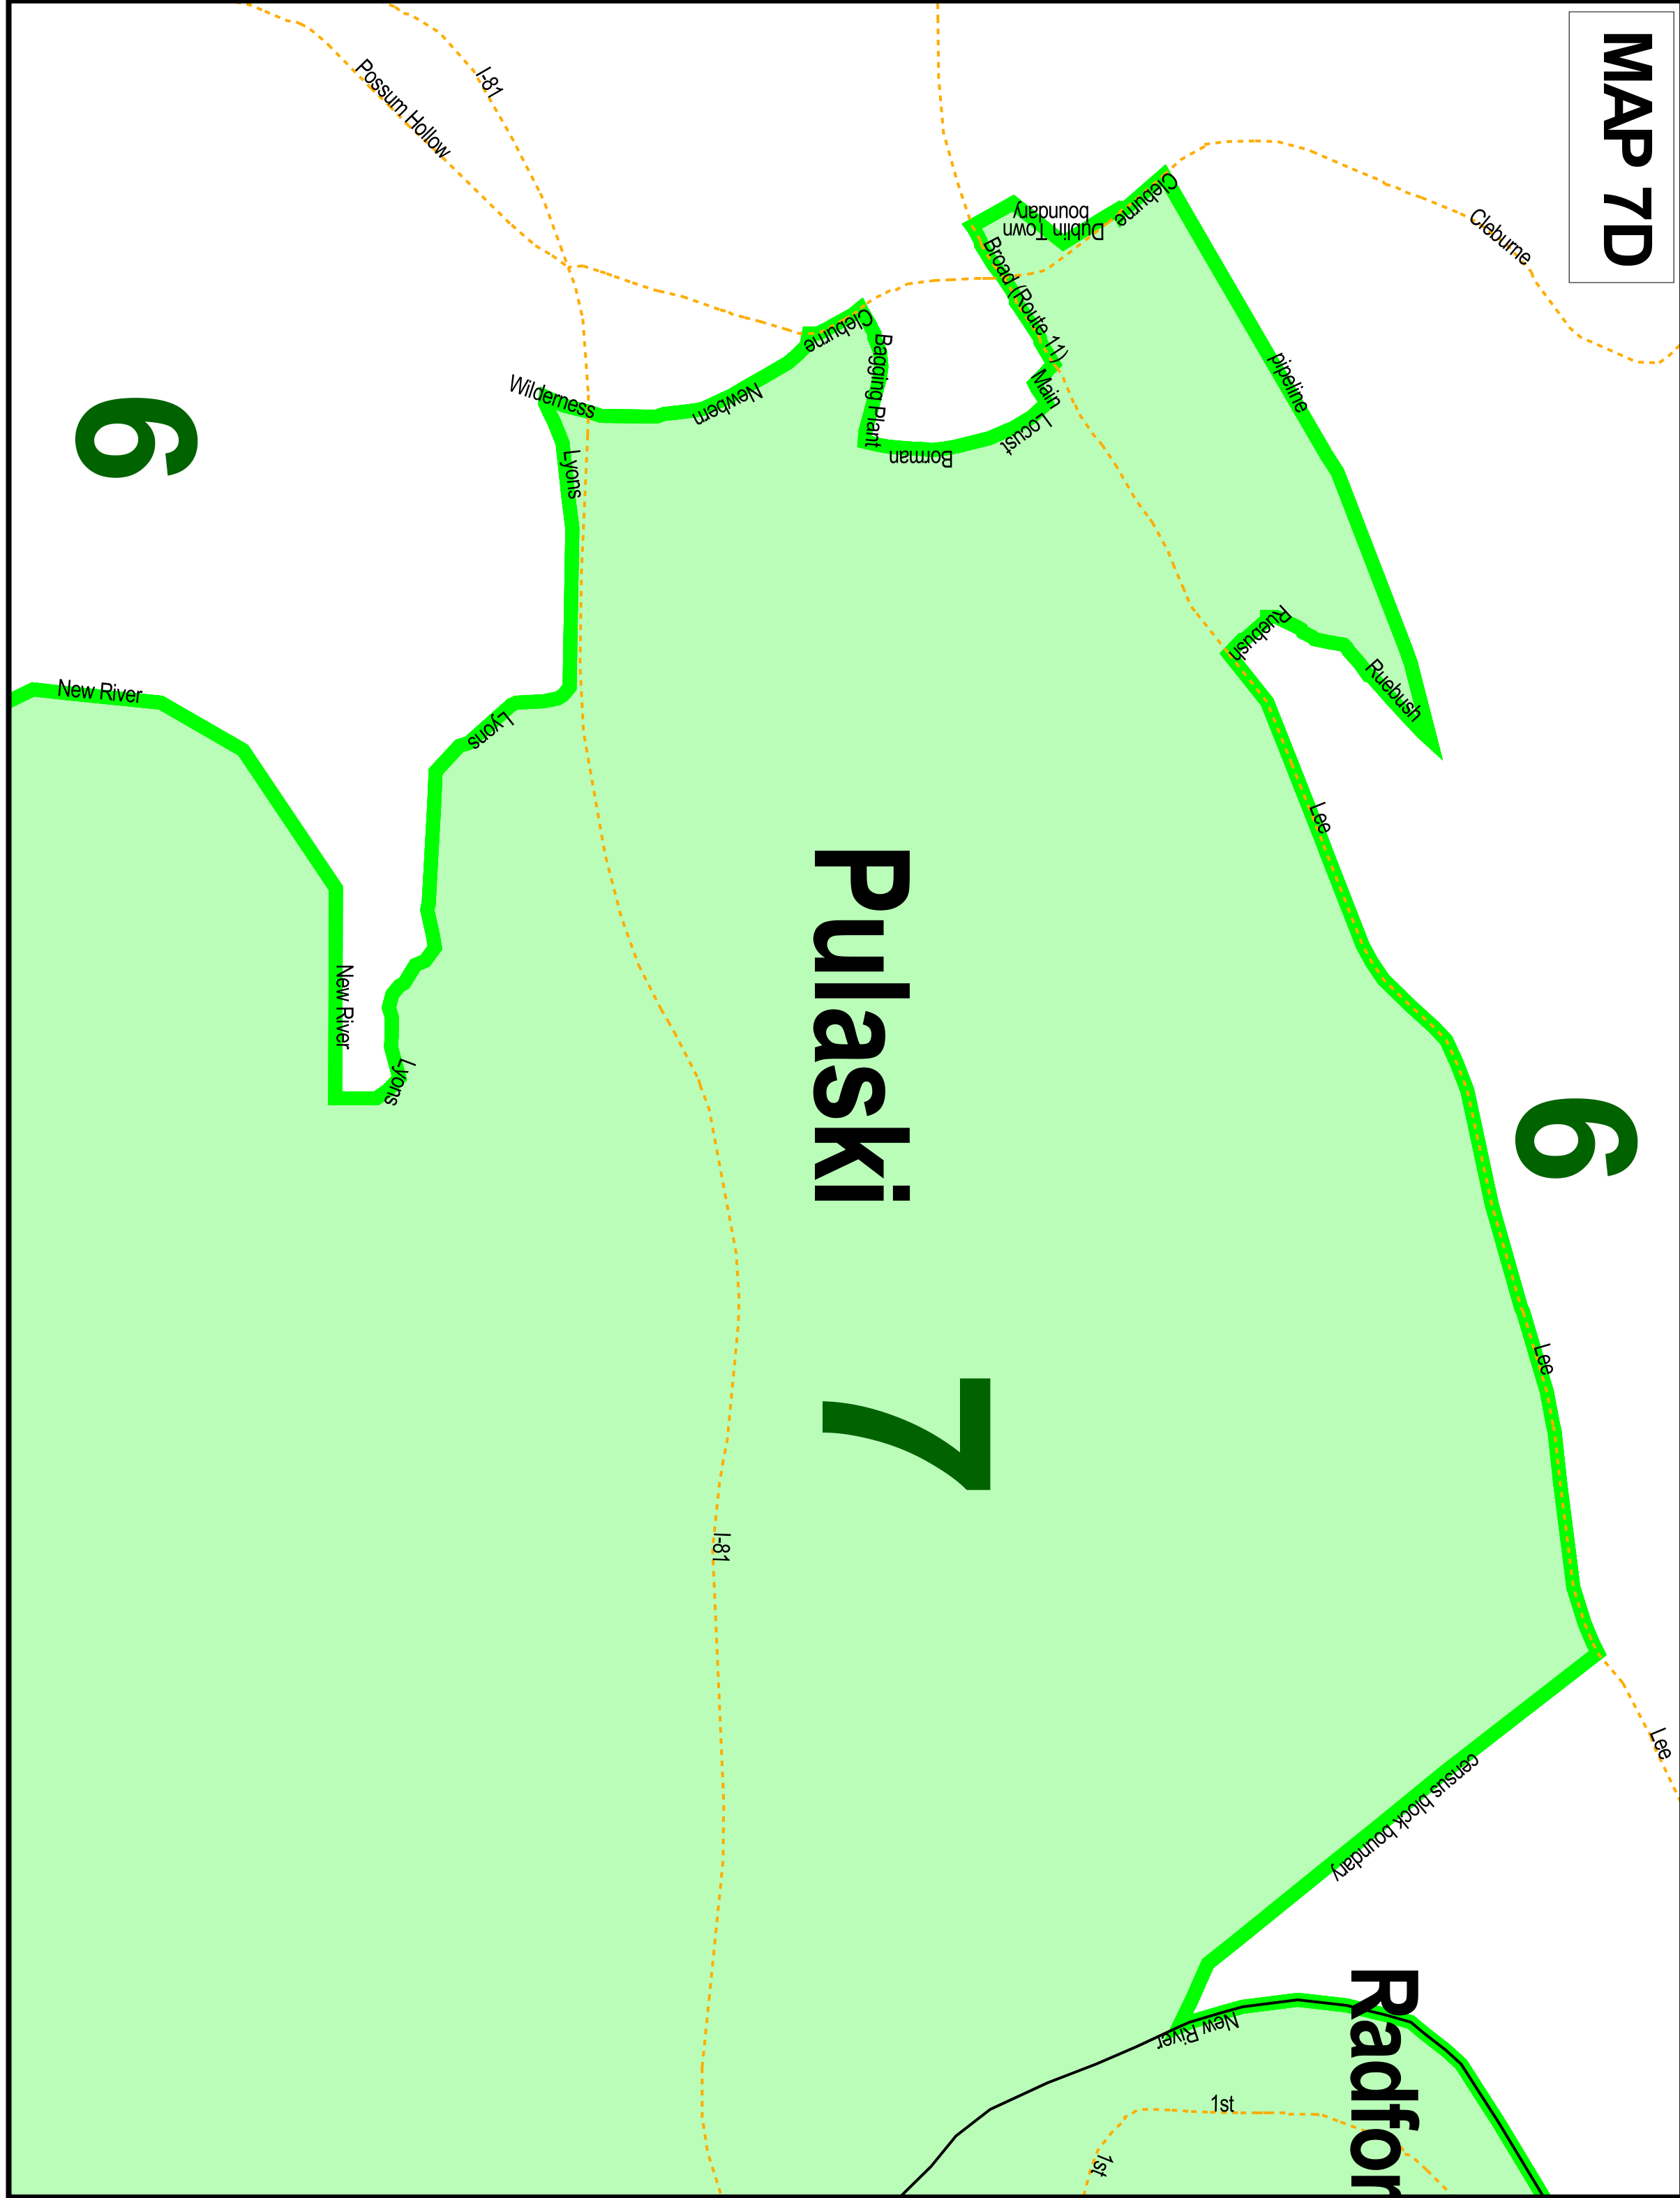 MAP 7D
Cleburne
Lee
6
pipeline
Ruebush
Ruebush
Lee
Lee
census block boundary
Radfor
Cleburne
Dublin Town
boundary
Broad (Route 11)
Main
Locust
Borman
Bagging Plant
Cleburne
Newbern
Wilderness
Lyons
Lyons
Lyons
Pulaski
7
New River
1st
1st
I-81
I-81
Possum Hollow
6
New River
New River